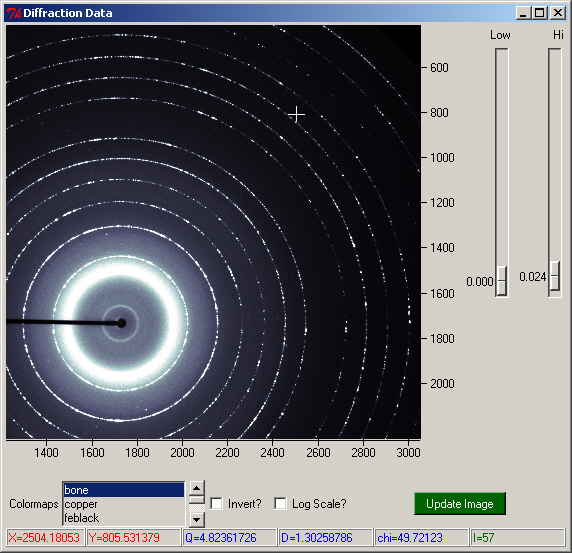 Diffraction Data
Low Hi
600
800
1000
1200
1400
1600
1800
2000
0.000 0.024
1400 1600 1800 2000 2200 2400 2600 2800 3000
Colormaps
bone
copper
feblack
Invert? Log Scale?
Update Image
X=2504.18053 Y=805.531379 Q=4.82361726 D=1.30258786 chi=49.72123 I=57